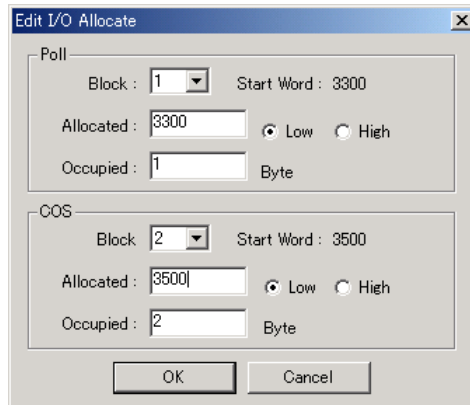 Edit I/O Allocate
Poll
Block : 1 Start Word : 3300
Allocated : 3300 Low High
Occupied : 1 Byte
COS
Block 2 Start Word : 3500
Allocated : 3500 Low High
Occupied : 2 Byte
OK Cancel